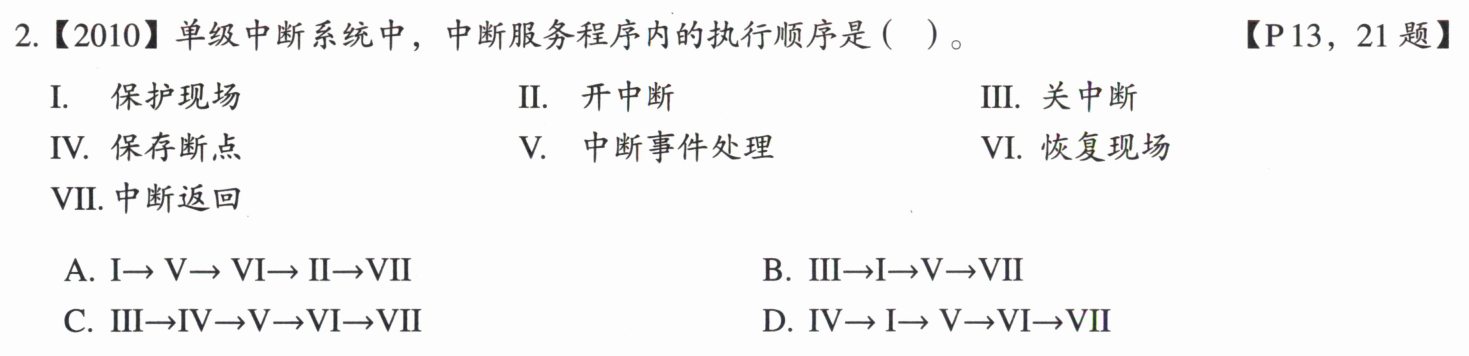 2.【2010】单级中断系统中，中断服务程序内的执行顺序是（　）。　【P13，21题】
I. 保护现场　II. 开中断　III. 关中断
IV. 保存断点　V. 中断事件处理　VI. 恢复现场
VII. 中断返回
A. I→ V→ VI→ II→VII　B. III→I→V→VII
C. III→IV→V→VI→VII　D. IV→ I→ V→VI→VII